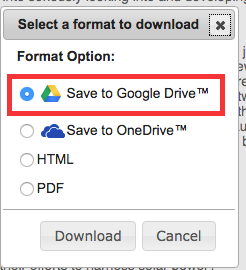 Select a format to download
Format Option:
Save to Google Drive™
Save to OneDrive™
HTML
PDF
Download Cancel